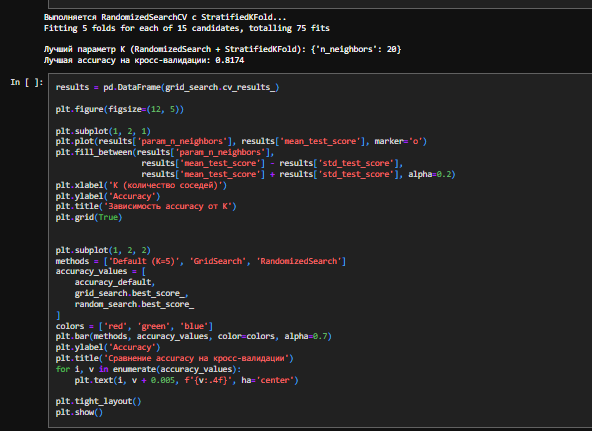 Выполняется RandomizedSearchCV с StratifiedKFold...
Fitting 5 folds for each of 15 candidates, totalling 75 fits
Лучший параметр K (RandomizedSearch + StratifiedKFold): {'n_neighbors': 20}
Лучшая accuracy на кросс-валидации: 0.8174
In [ ]:
results = pd.DataFrame(grid_search.cv_results_)
plt.figure(figsize=(12, 5))
plt.subplot(1, 2, 1)
plt.plot(results['param_n_neighbors'], results['mean_test_score'], marker='o')
plt.fill_between(results['param_n_neighbors'],
results['mean_test_score'] - results['std_test_score'],
results['mean_test_score'] + results['std_test_score'], alpha=0.2)
plt.xlabel('K (количество соседей)')
plt.ylabel('Accuracy')
plt.title('Зависимость accuracy от K')
plt.grid(True)
plt.subplot(1, 2, 2)
methods = ['Default (K=5)', 'GridSearch', 'RandomizedSearch']
accuracy_values = [
accuracy_default,
grid_search.best_score_,
random_search.best_score_
]
colors = ['red', 'green', 'blue']
plt.bar(methods, accuracy_values, color=colors, alpha=0.7)
plt.ylabel('Accuracy')
plt.title('Сравнение accuracy на кросс-валидации')
for i, v in enumerate(accuracy_values):
plt.text(i, v + 0.005, f'{v:.4f}', ha='center')
plt.tight_layout()
plt.show()